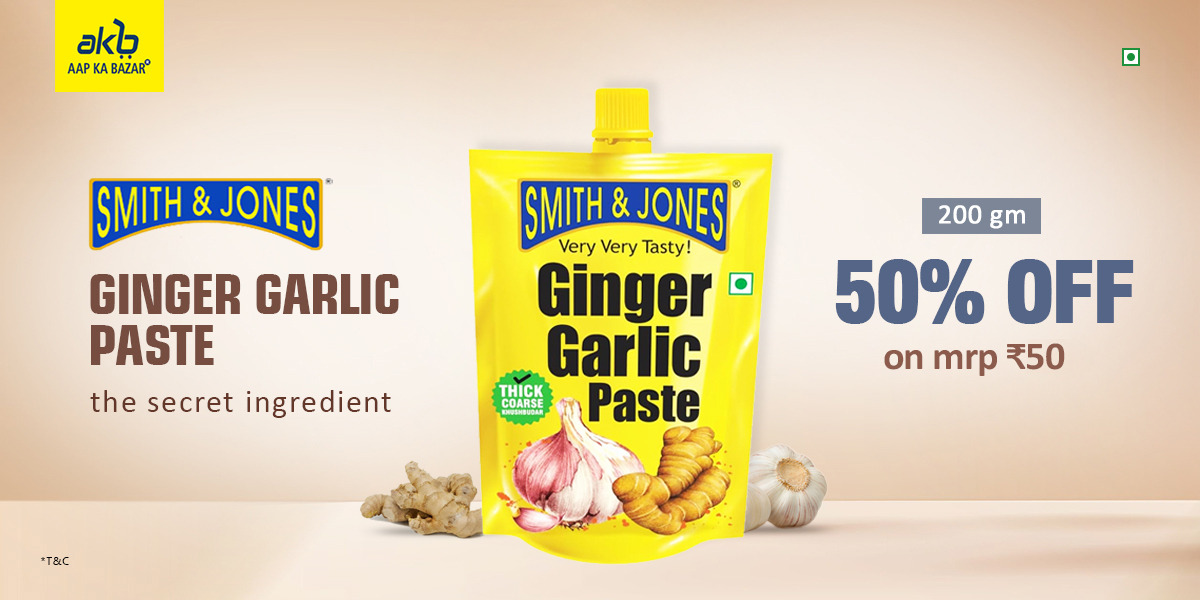 akb
AAP KA BAZAR
SMITH & JONES®
GINGER GARLIC
PASTE
the secret ingredient
SMITH & JONES®
Very Very Tasty!
Ginger
Garlic
Paste
THICK
COARSE
KHUSHBUDAR
200 gm
50% OFF
on mrp ₹50
*T&C